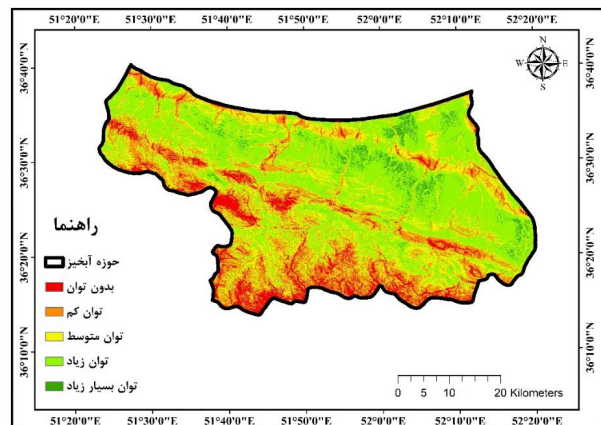 51°20'0"E 51°30'0"E 51°40'0"E 51°50'0"E 52°0'0"E 52°10'0"E 52°20'0"E
36°40'0"N 36°30'0"N 36°20'0"N 36°10'0"N
N
W E
S
36°40'0"N 36°30'0"N 36°20'0"N 36°10'0"N
راهنما
حوزه آبخیز
بدون توان
توان کم
توان متوسط
توان زیاد
توان بسیار زیاد
0 5 10 20 Kilometers
51°20'0"E 51°30'0"E 51°40'0"E 51°50'0"E 52°0'0"E 52°10'0"E 52°20'0"E